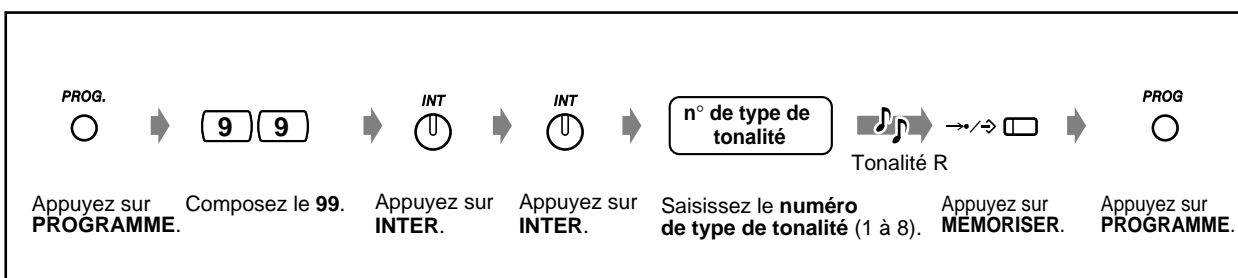 PROG.
9 9
INT
INT
n° de type de
tonalité
Tonalité R
PROG
Appuyez sur
PROGRAMME.
Composez le 99.
Appuyez sur
INTER.
Appuyez sur
INTER.
Saisissez le numéro
de type de tonalité (1 à 8).
Appuyez sur
MEMORISER.
Appuyez sur
PROGRAMME.